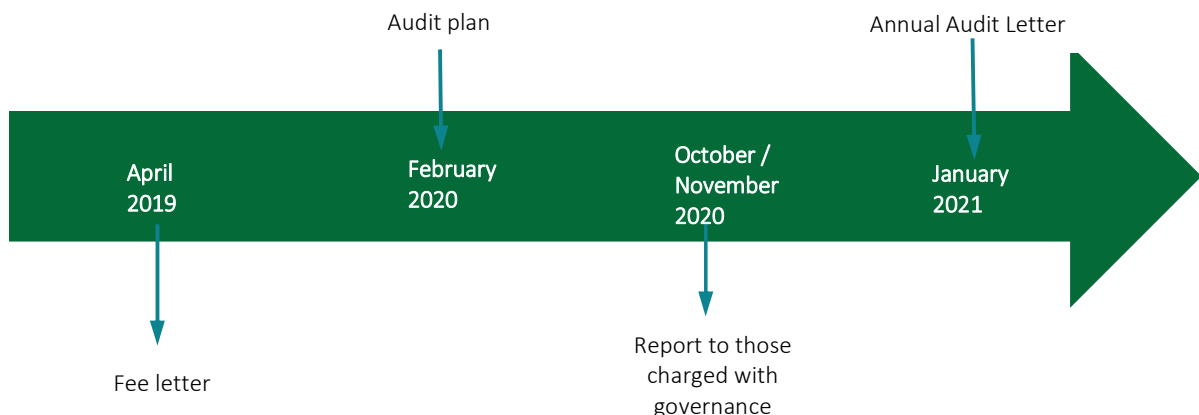 Audit plan
Annual Audit Letter
April
2019
February
2020
October /
November
2020
January
2021
Fee letter
Report to those
charged with
governance